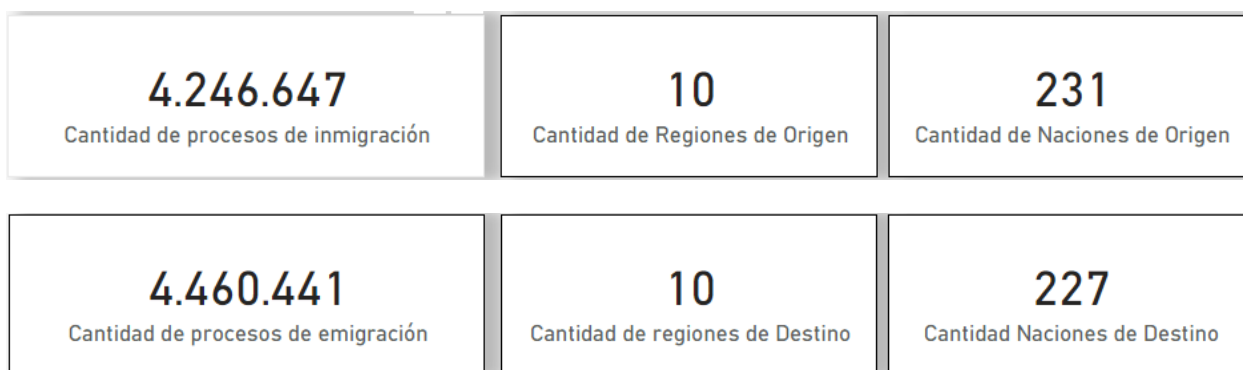 4.246.647
Cantidad de procesos de inmigración
10
Cantidad de Regiones de Origen
231
Cantidad de Naciones de Origen
4.460.441
Cantidad de procesos de emigración
10
Cantidad de regiones de Destino
227
Cantidad Naciones de Destino